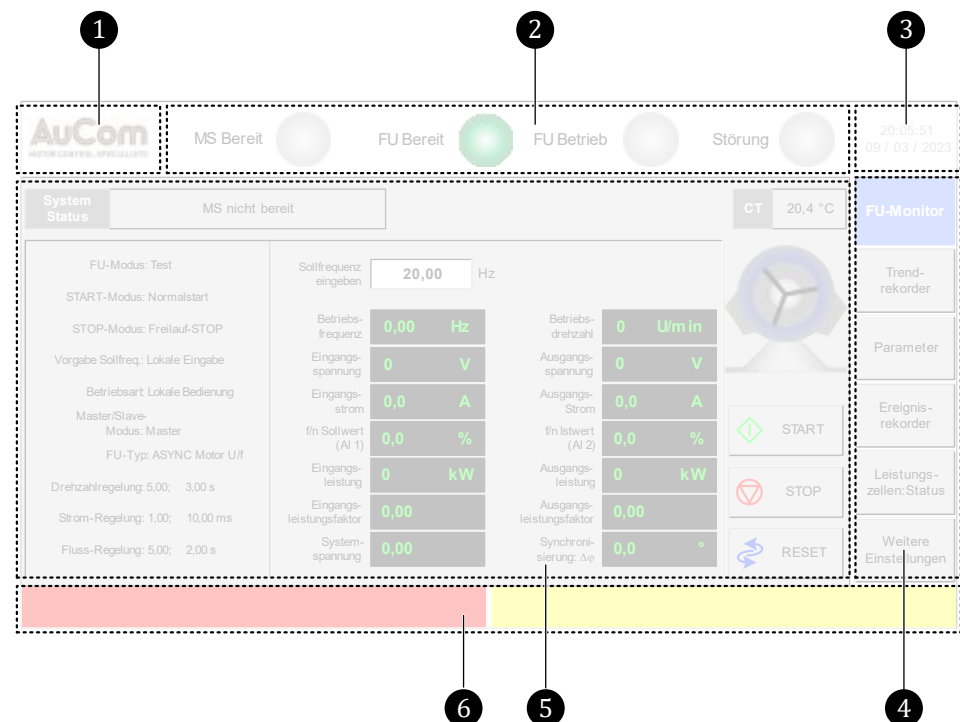 1
2
3
AuCom
MOTOR CONTROL SPECIALISTS
MS Bereit
FU Bereit
FU Betrieb
Störung
20:05:51
09 / 03 / 2023
System
Status
MS nicht bereit
CT
20,4 °C
FU-Monitor
FU-Modus: Test
START-Modus: Normalstart
STOP-Modus: Freilauf-STOP
Vorgabe Sollfreq.: Lokale Eingabe
Betriebsart: Lokale Bedienung
Master/Slave-
Modus: Master
FU-Typ: ASYNC Motor U/f
Drehzahlregelung: 5,00; 3,00 s
Strom-Regelung: 1,00; 10,00 ms
Fluss-Regelung: 5,00; 2,00 s
Sollfrequenz
eingeben
20,00 Hz
Betriebs-
frequenz
0,00 Hz
Eingangs-
spannung
0 V
Eingangs-
strom
0,0 A
f/n Sollwert
(AI 1)
0,0 %
Eingangs-
leistung
0 kW
Eingangs-
leistungsfaktor
0,00
System-
spannung
0,00
Betriebs-
drehzahl
0 U/min
Ausgangs-
spannung
0 V
Ausgangs-
Strom
0,0 A
f/n Istwert
(AI 2)
0,0 %
Ausgangs-
leistung
0 kW
Ausgangs-
leistungsfaktor
0,00
Synchroni-
sierung: Δφ
0,0 °
START
STOP
RESET
Trend-
rekorder
Parameter
Ereignis-
rekorder
Leistungs-
zellen:Status
Weitere
Einstellungen
6
5
4